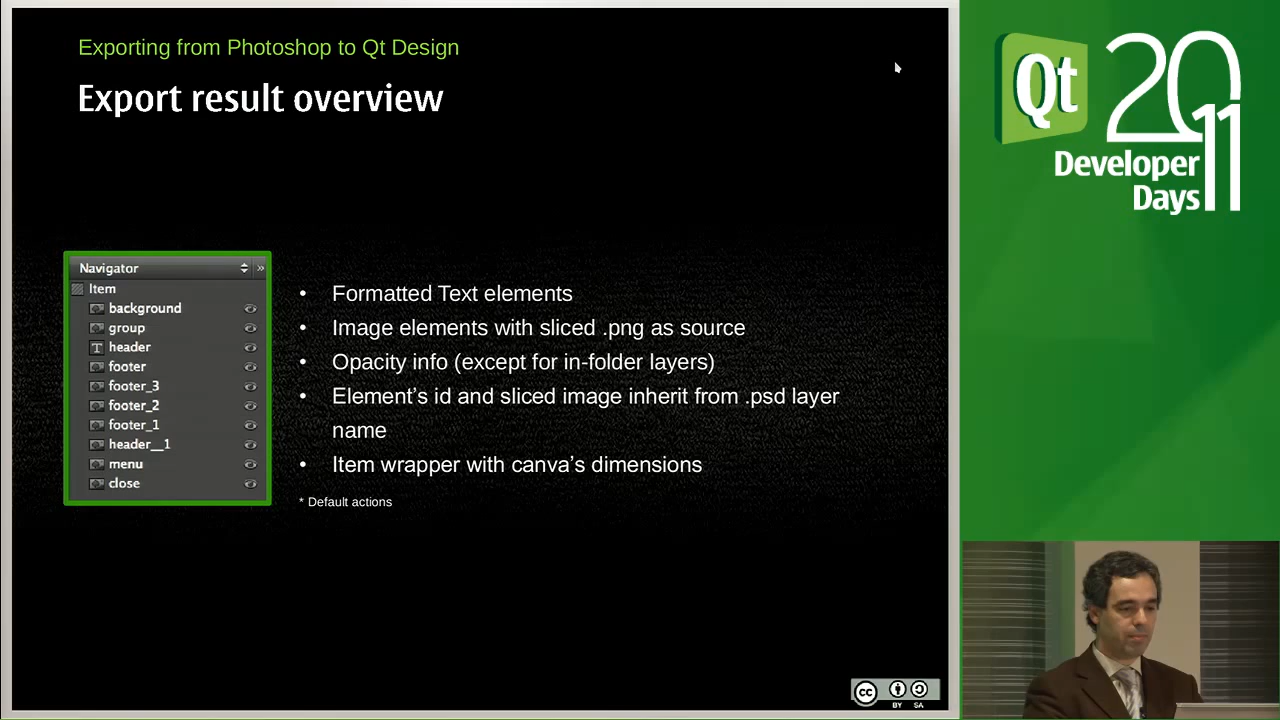 Exporting from Photoshop to Qt Design
Export result overview
Navigator
Item
background
group
header
footer
footer_3
footer_2
footer_1
header__1
menu
close
• Formatted Text elements
• Image elements with sliced .png as source
• Opacity info (except for in-folder layers)
• Element’s id and sliced image inherit from .psd layer
name
• Item wrapper with canva’s dimensions
* Default actions
cc
BY SA
Qt 2011
Developer
Days